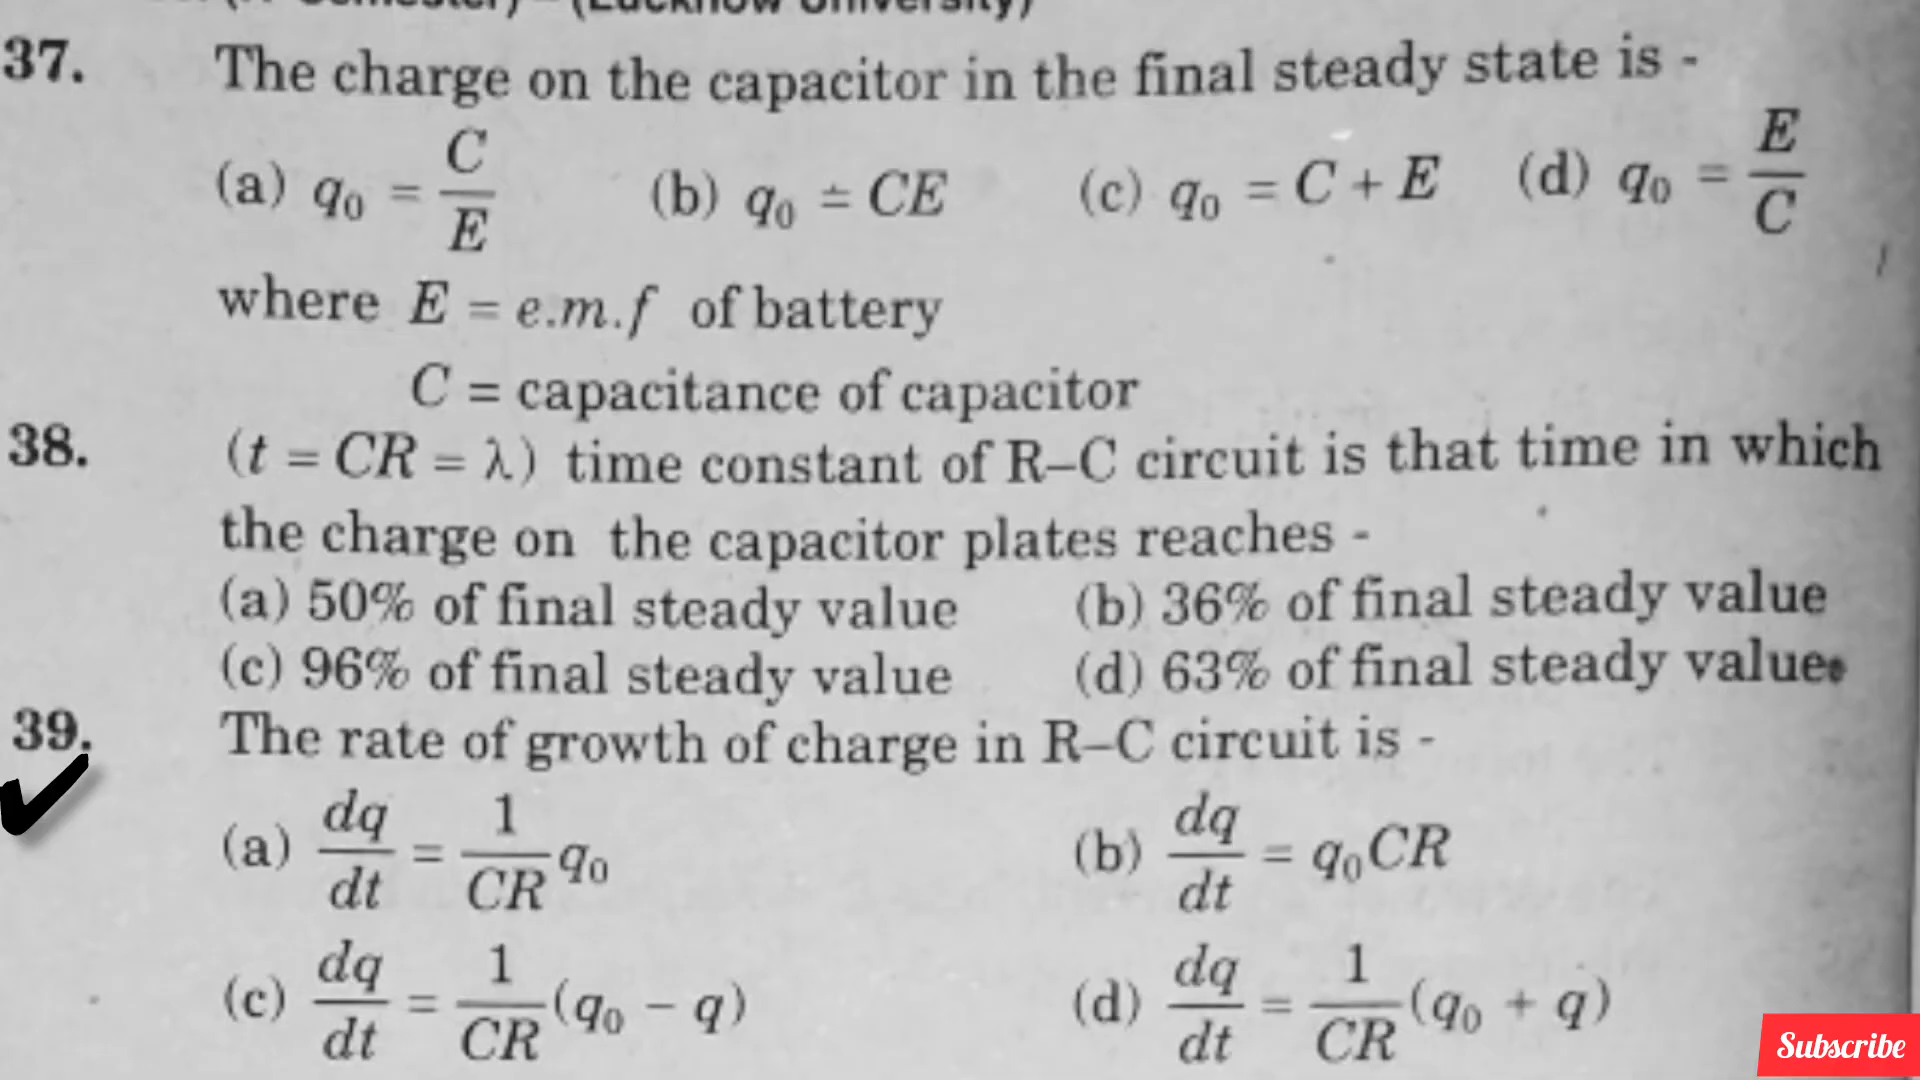 (Lucknow University)
37. The charge on the capacitor in the final steady state is -
(a) q₀ = C/E (b) q₀ = CE (c) q₀ = C + E (d) q₀ = E/C
where E = e.m.f of battery
C = capacitance of capacitor
38. (t = CR = λ) time constant of R–C circuit is that time in which
the charge on the capacitor plates reaches -
(a) 50% of final steady value (b) 36% of final steady value
(c) 96% of final steady value (d) 63% of final steady value
39. The rate of growth of charge in R–C circuit is -
(a) dq/dt = 1/CR q₀ (b) dq/dt = q₀CR
(c) dq/dt = 1/CR (q₀ – q) (d) dq/dt = 1/CR (q₀ + q)
Subscribe